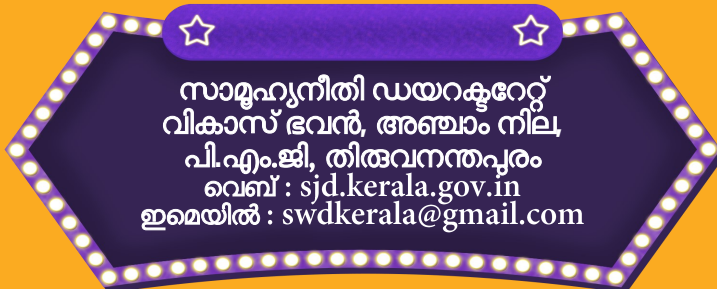 സാമൂഹ്യനീതി ഡയറക്ടറേറ്റ്
വികാസ് ഭവൻ, അഞ്ചാം നില,
പി.എം.ജി, തിരുവനന്തപുരം
വെബ് : sjd.kerala.gov.in
ഇമെയിൽ : swdkerala@gmail.com